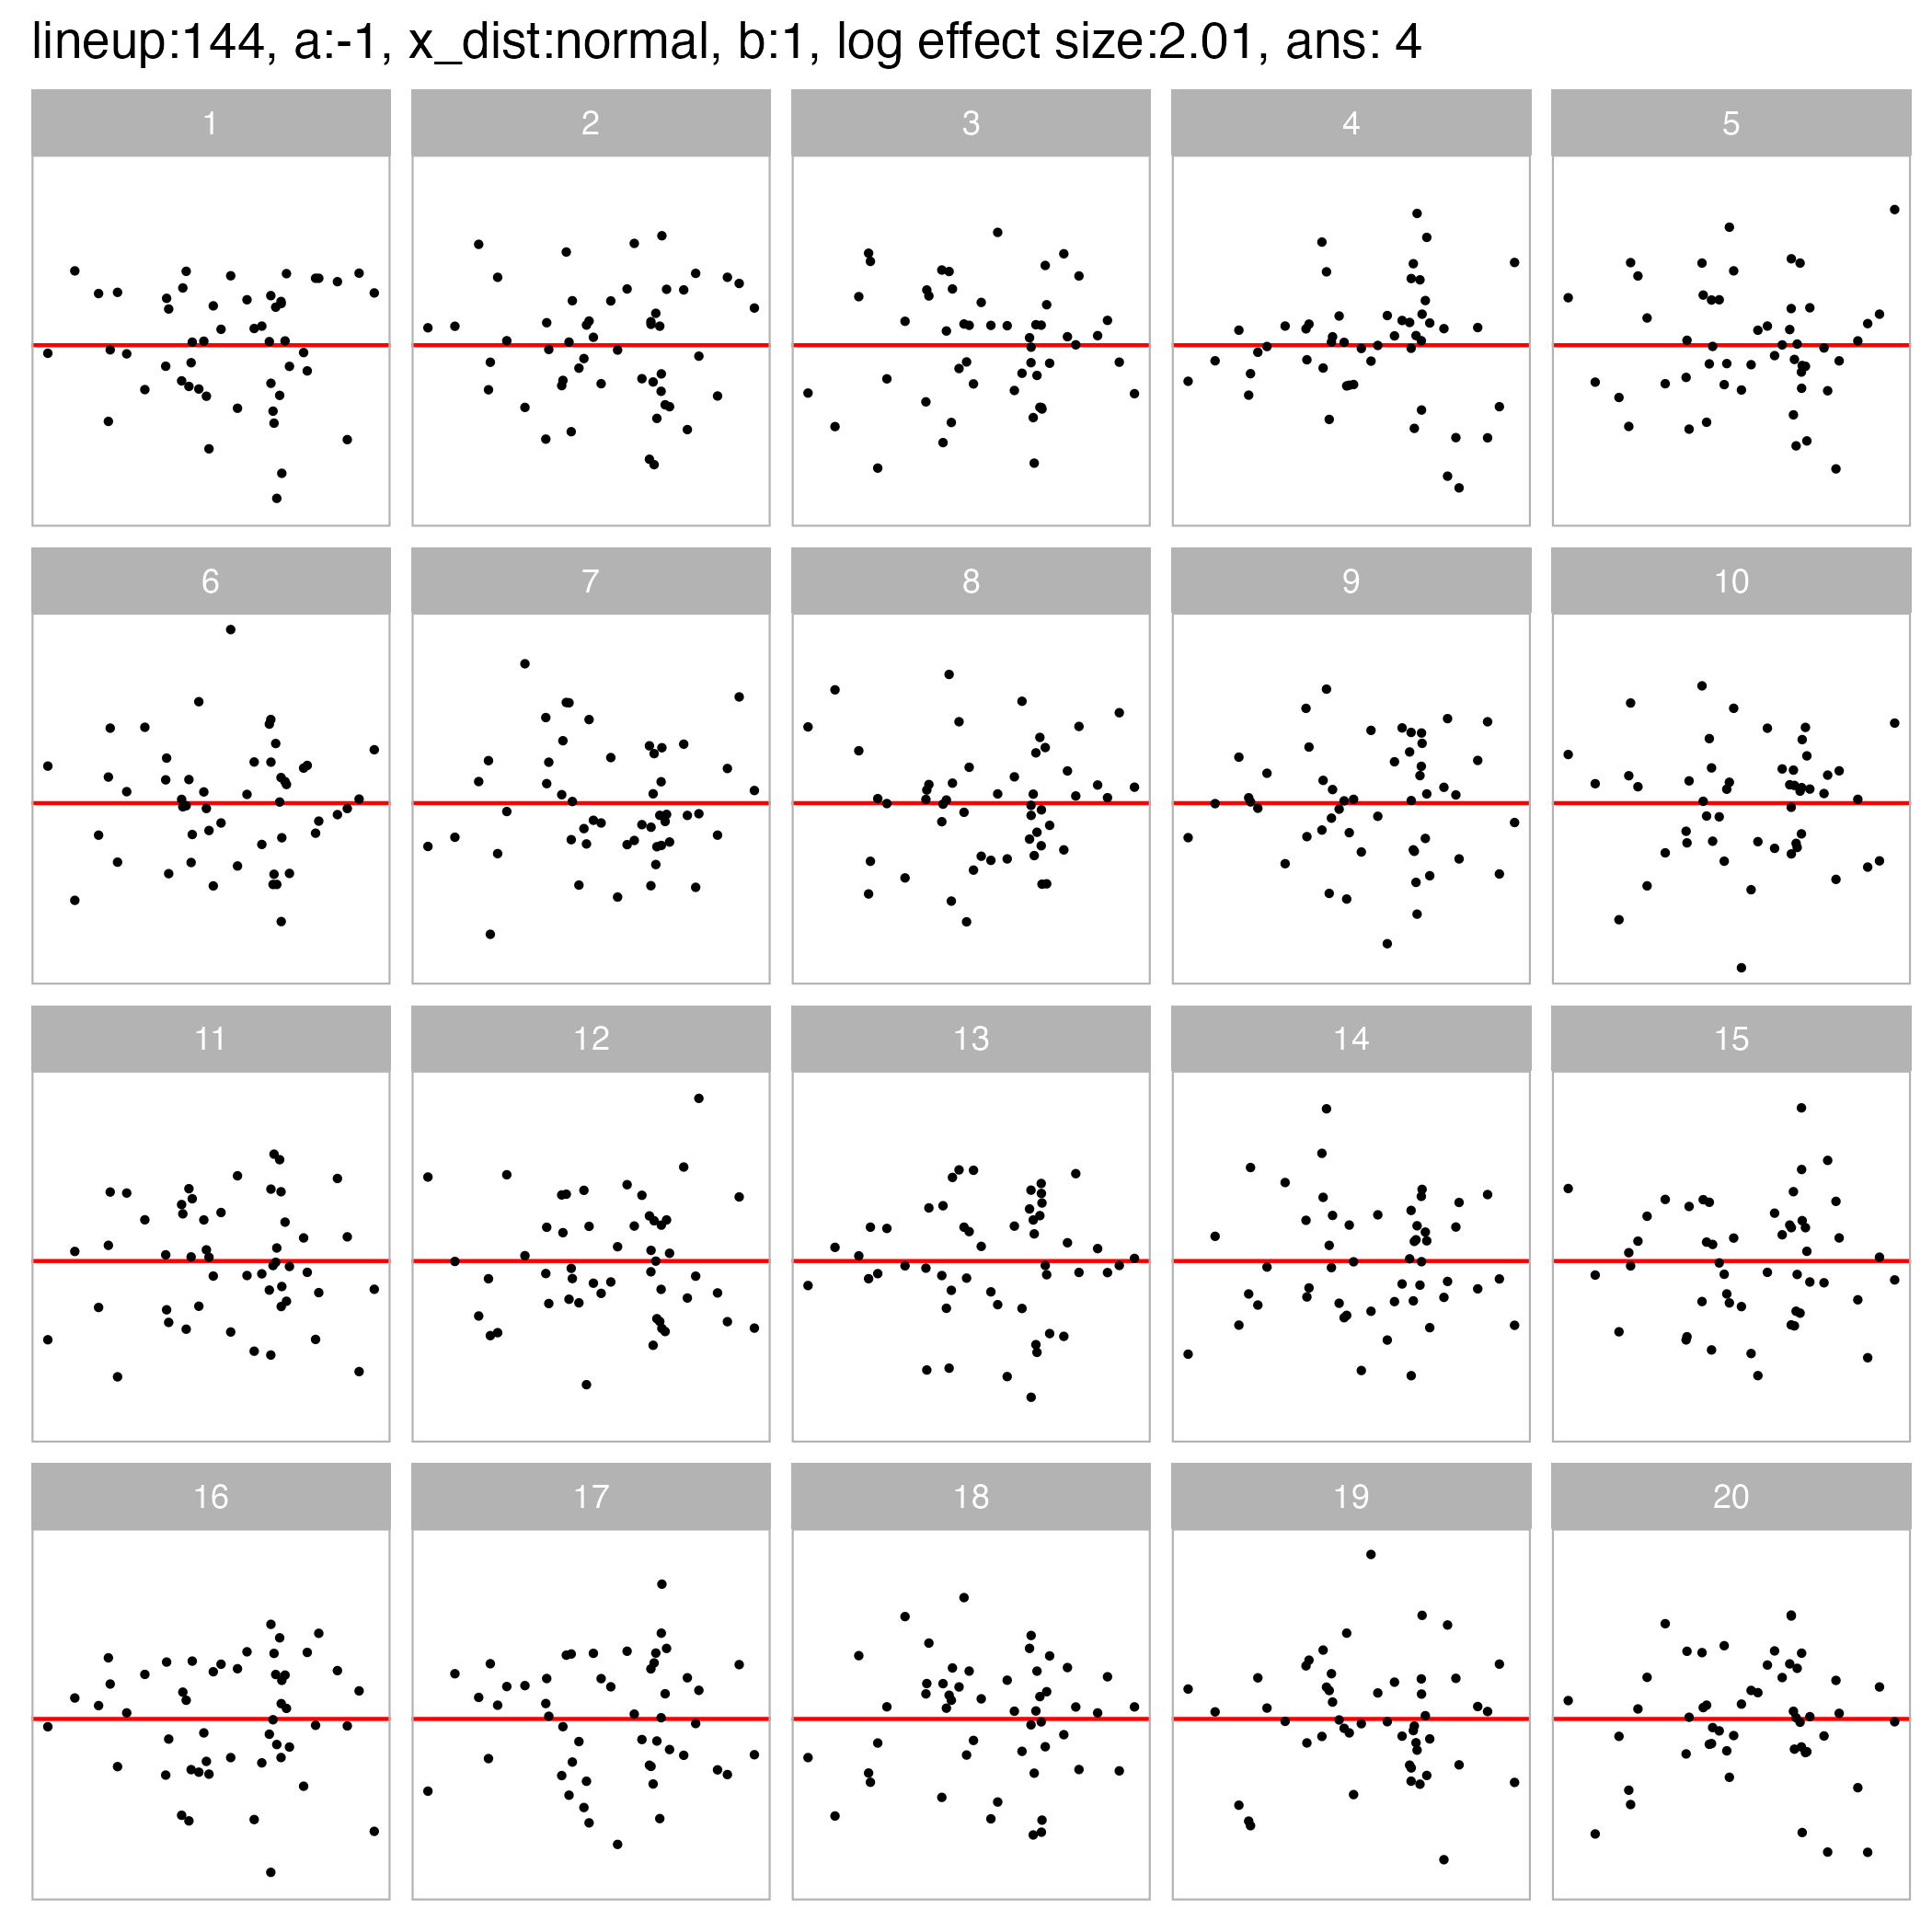 lineup:144, a:-1, x_dist:normal, b:1, log effect size:2.01, ans: 4
1 2 3 4 5
6 7 8 9 10
11 12 13 14 15
16 17 18 19 20